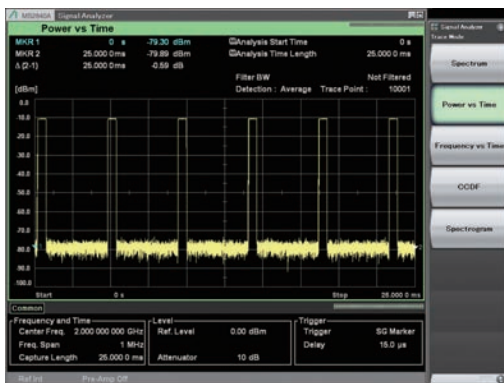 MS2840A Signal Analyzer
Power vs Time
MKR 1 0 s -79.30 dBm Analysis Start Time 0 s
MKR 2 25.000 0 ms -79.89 dBm Analysis Time Length 25.000 0 ms
Δ (2-1) 25.000 0 ms -0.59 dB
Filter BW Not Filtered
[dBm] Detection : Average Trace Point : 10001
0.0
-10.0
-20.0
-30.0
-40.0
-50.0
-60.0
-70.0
-80.0
-90.0
-100.0
Start 0 s Stop 25.000 0 ms
Common
Frequency and Time
Center Freq. 2.000 000 000 GHz
Freq. Span 1 MHz
Capture Length 25.000 0 ms
Level
Ref. Level 0.00 dBm
Attenuator 10 dB
Trigger
Trigger SG Marker
Delay 15.0 µs
Ref.Int Pre-Amp Off
Signal Analyzer
Trace Mode
Spectrum
Power vs Time
Frequency vs Time
CCDF
Spectrogram